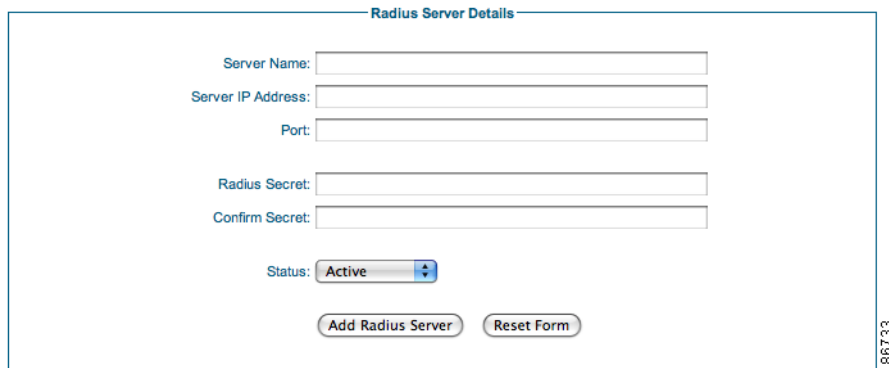 Radius Server Details
Server Name:
Server IP Address:
Port:
Radius Secret:
Confirm Secret:
Status: Active
Add Radius Server Reset Form
86733